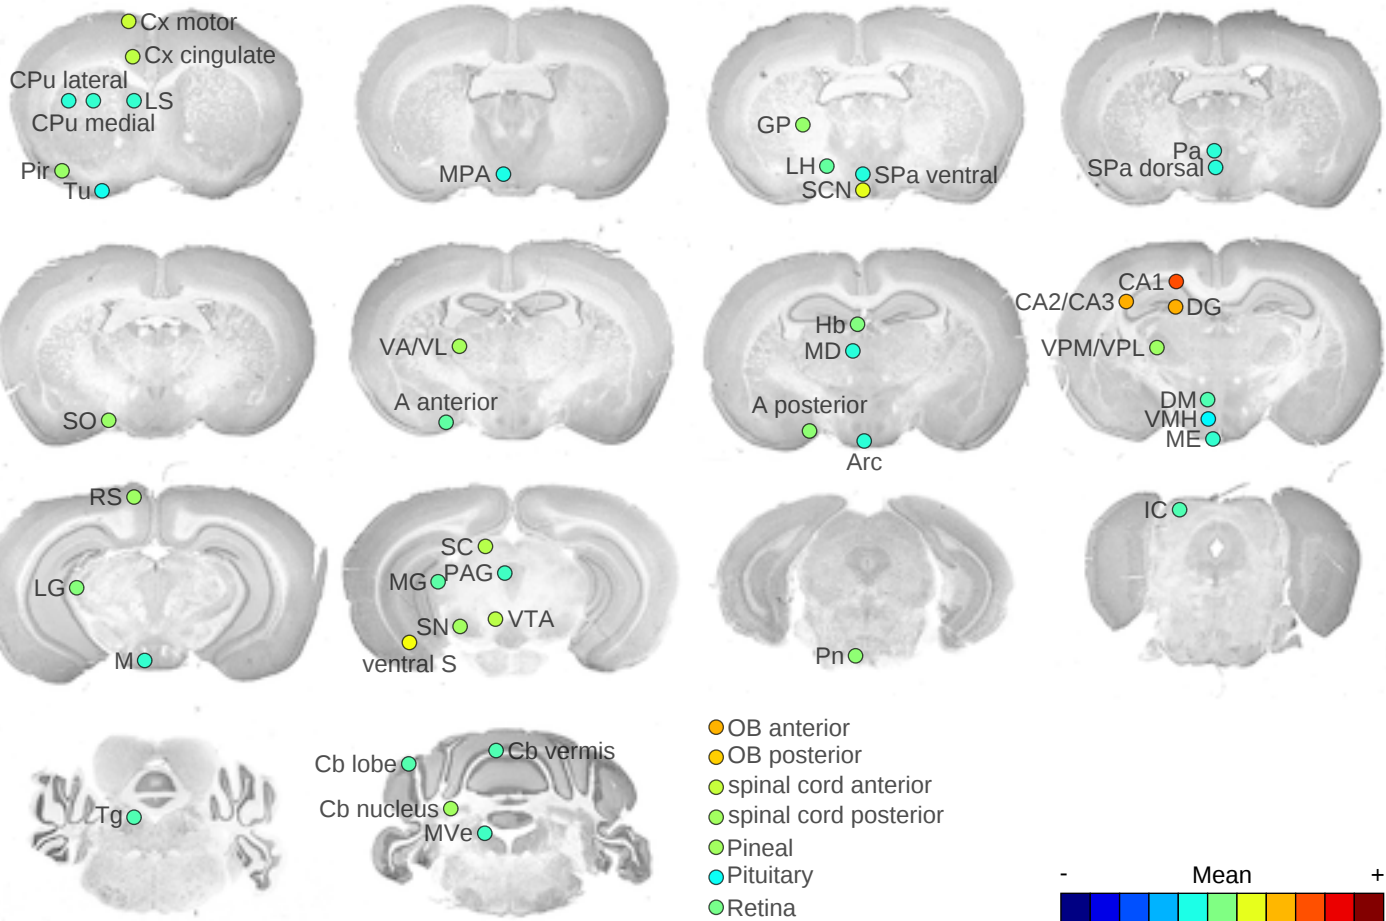 Cx motor
Cx cingulate
CPu lateral
LS
CPu medial
Pir
Tu
MPA
GP
LH
SPa ventral
SCN
Pa
SPa dorsal
SO
VA/VL
A anterior
Hb
MD
A posterior
Arc
CA1
CA2/CA3
DG
VPM/VPL
DM
VMH
ME
RS
LG
M
SC
MG
PAG
SN
VTA
ventral S
Pn
IC
Tg
Cb lobe
Cb vermis
Cb nucleus
MVe
OB anterior
OB posterior
spinal cord anterior
spinal cord posterior
Pineal
Pituitary
Retina
- Mean +